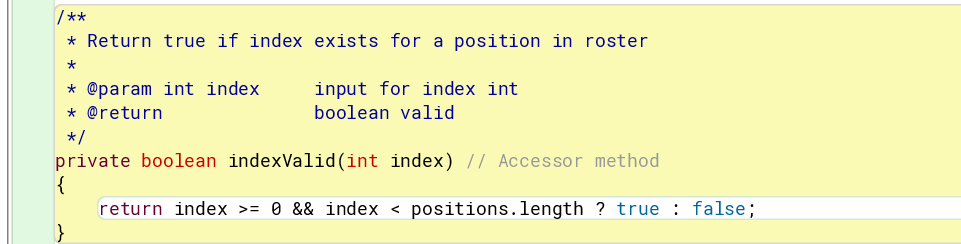 /**
 * Return true if index exists for a position in roster
 *
 * @param int index     input for index int
 * @return              boolean valid
 */
private boolean indexValid(int index) // Accessor method
{
    return index >= 0 && index < positions.length ? true : false;
}